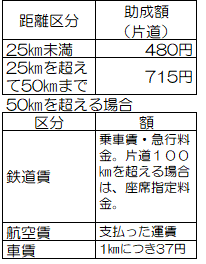 距離区分 助成額
（片道）
25㎞未満 480円
25㎞を超え
て50㎞まで 715円
50㎞を超える場合
区分 額
鉄道賃 乗車賃・急行料
金。片道１００
㎞を超える場合
は、座席指定料
金。
航空賃 支払った運賃
車賃 1㎞につき37円